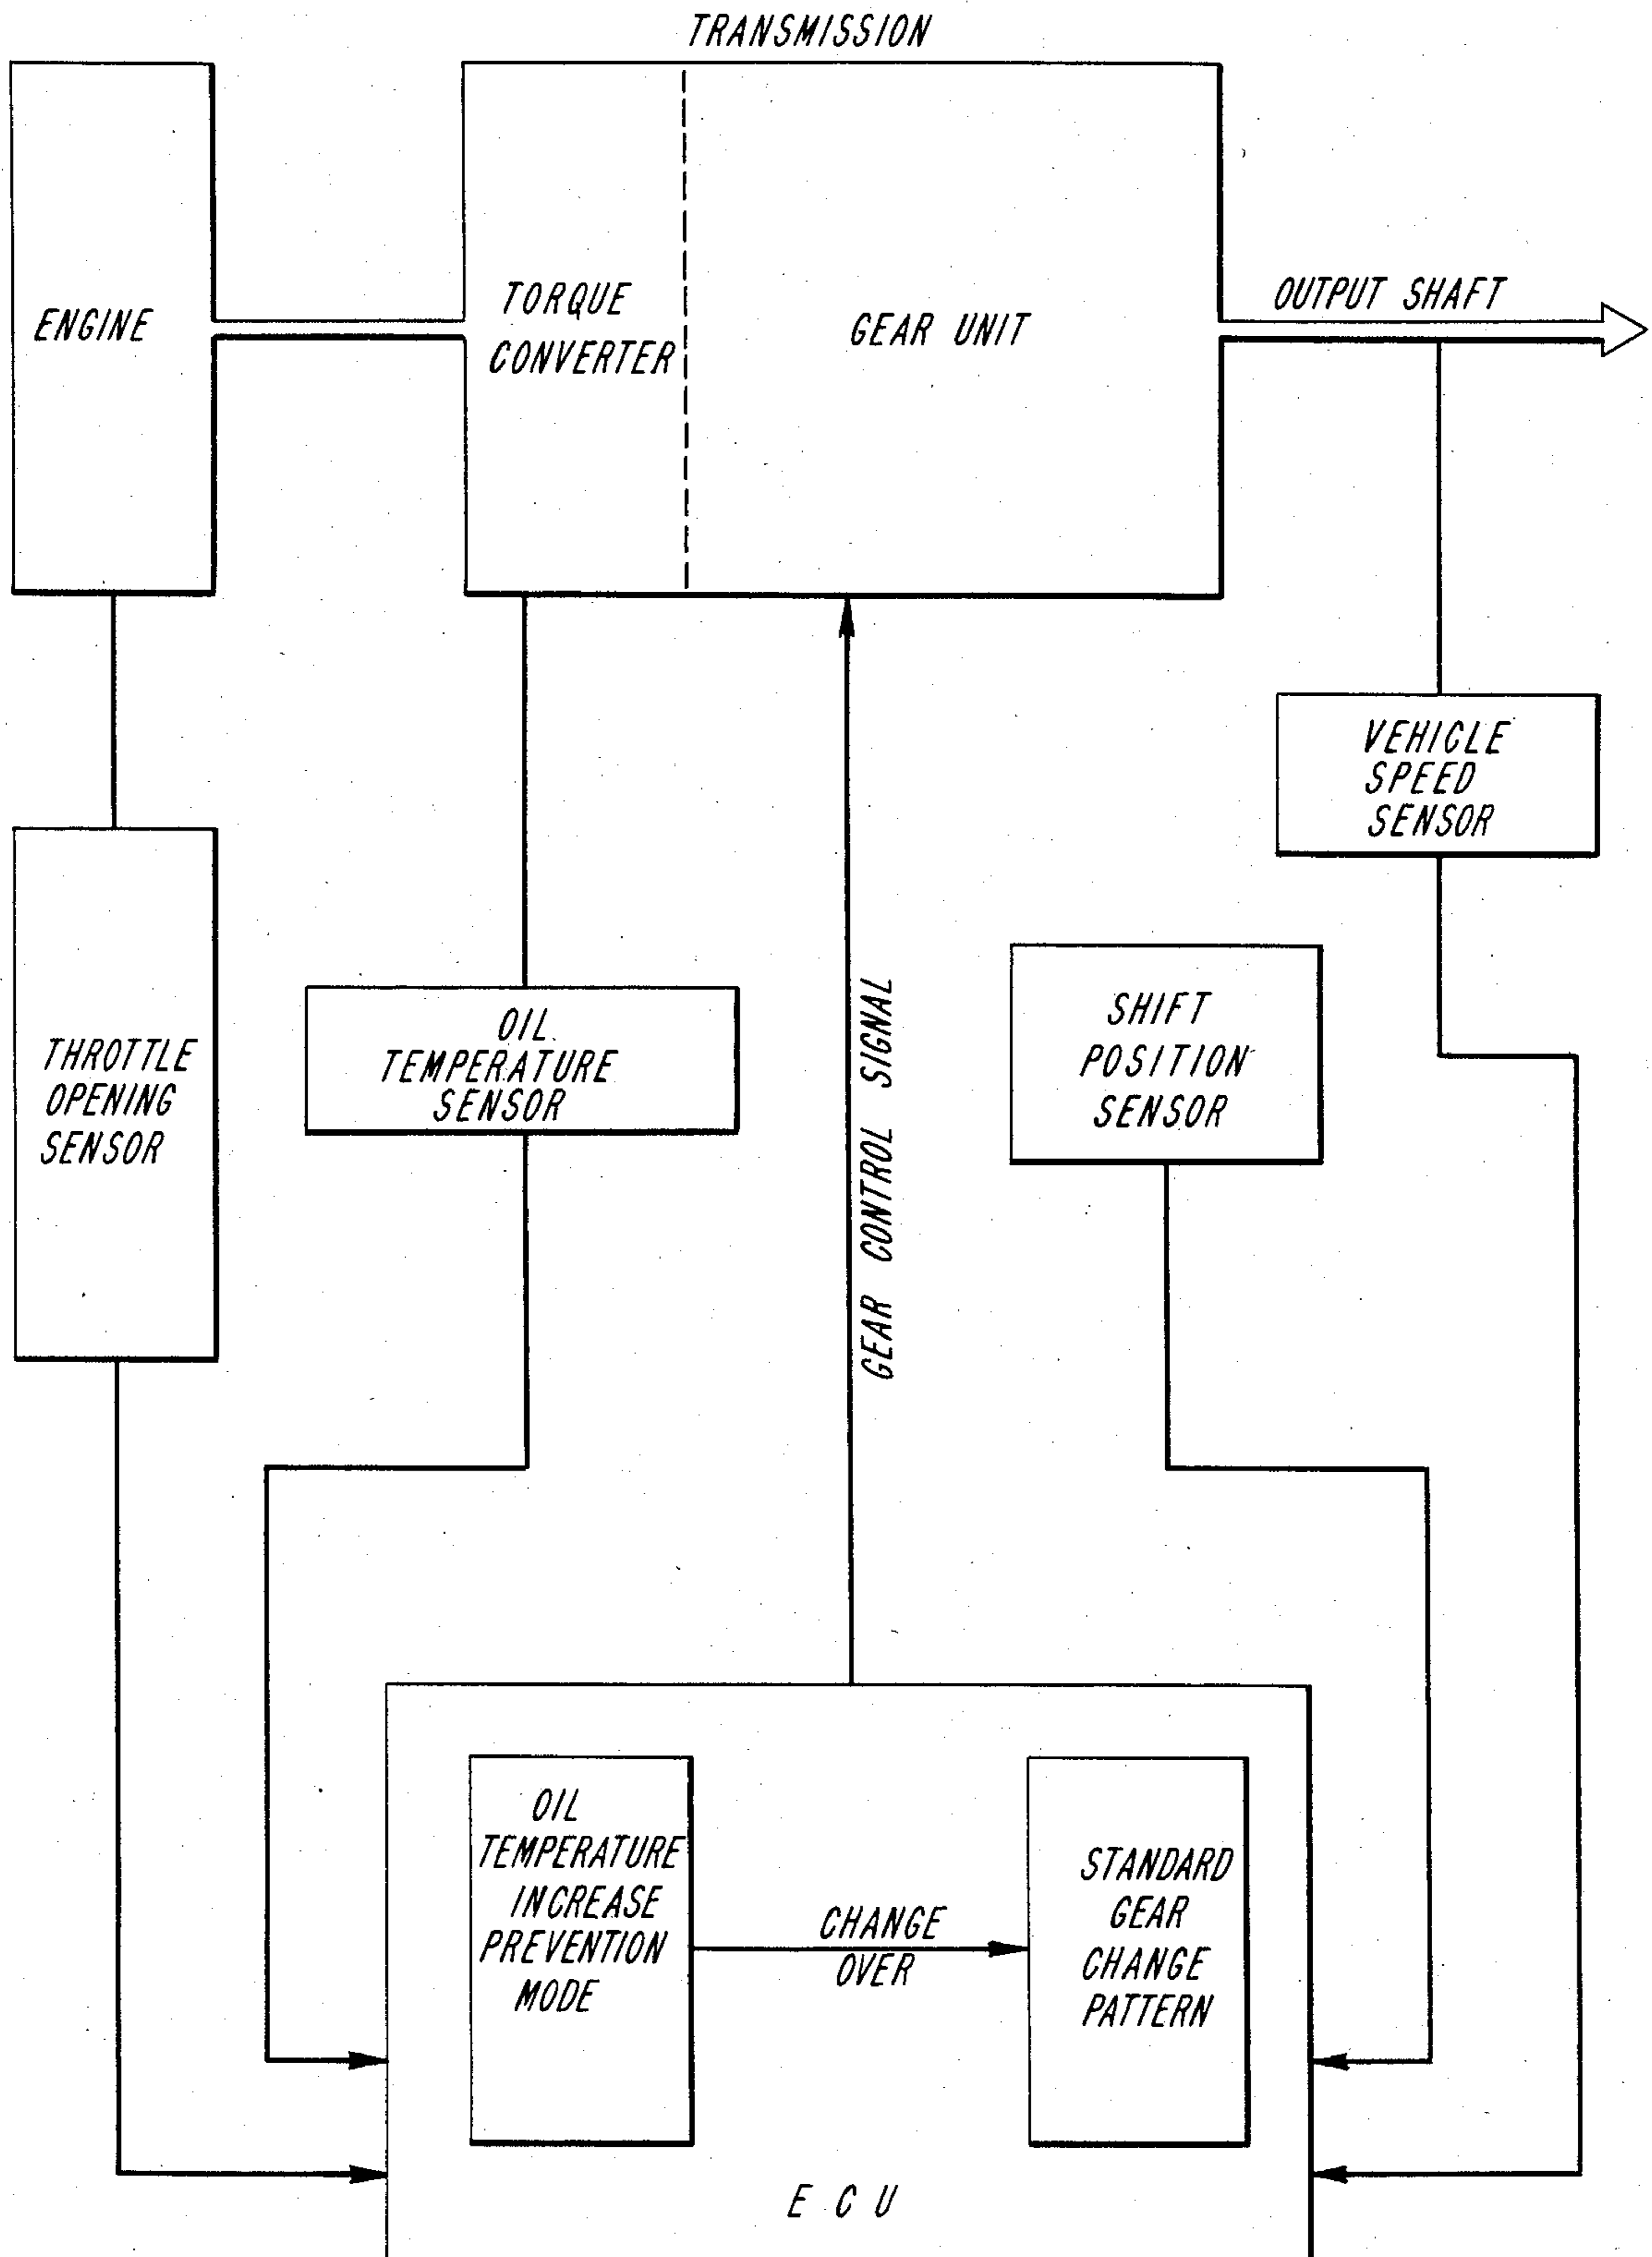 TRANSMISSION
ENGINE
TORQUE
CONVERTER
GEAR UNIT
OUTPUT SHAFT
VEHICLE
SPEED
SENSOR
THROTTLE
OPENING
SENSOR
OIL
TEMPERATURE
SENSOR
GEAR CONTROL SIGNAL
SHIFT
POSITION
SENSOR
OIL
TEMPERATURE
INCREASE
PREVENTION
MODE
CHANGE
OVER
STANDARD
GEAR
CHANGE
PATTERN
E C U